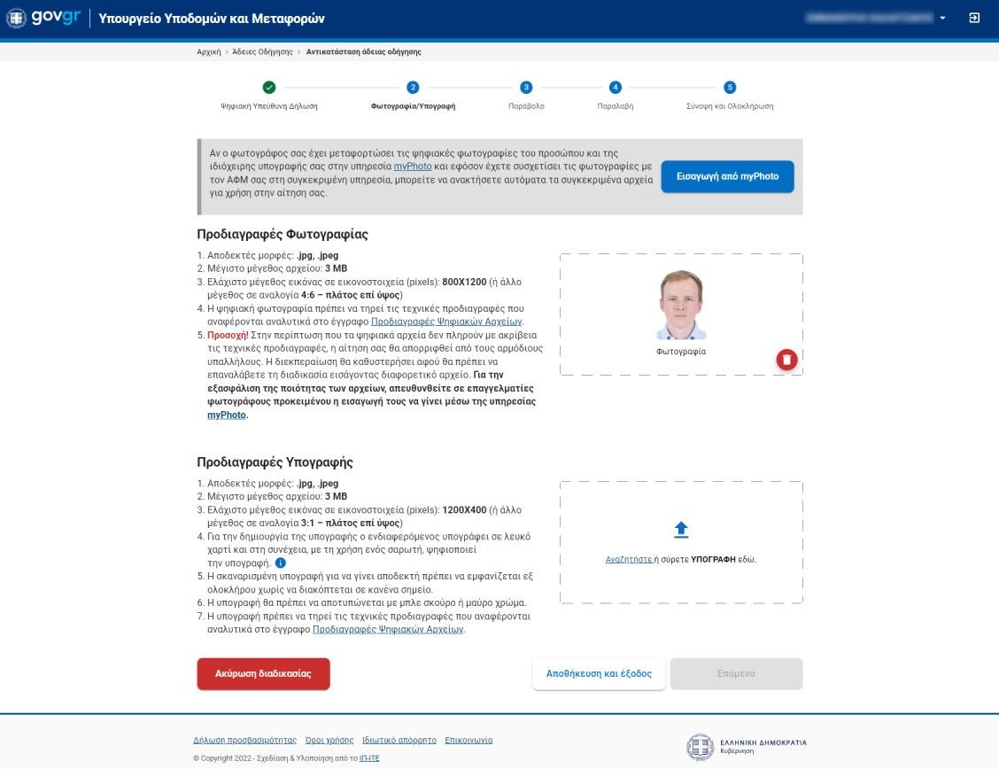 govgr Υπουργείο Υποδομών και Μεταφορών
Αρχική > Άδειες Οδήγησης > Αντικατάσταση άδειας οδήγησης
2 3 4 5
Ψηφιακή Υπεύθυνη Δήλωση Φωτογραφία/Υπογραφή Παράβολο Παραλαβή Σύνοψη και Ολοκλήρωση
Αν ο φωτογράφος σας έχει μεταφορτώσει τις ψηφιακές φωτογραφίες του προσώπου και της
ιδιόχειρης υπογραφής σας στην υπηρεσία myPhoto και εφόσον έχετε συσχετίσει τις φωτογραφίες με
τον ΑΦΜ σας στη συγκεκριμένη υπηρεσία, μπορείτε να ανακτήσετε αυτόματα τα συγκεκριμένα αρχεία
για χρήση στην αίτηση σας.
Εισαγωγή από myPhoto
Προδιαγραφές Φωτογραφίας
1. Αποδεκτές μορφές: .jpg, .jpeg
2. Μέγιστο μέγεθος αρχείου: 3 MB
3. Ελάχιστο μέγεθος εικόνας σε εικονοστοιχεία (pixels): 800X1200 (ή άλλο
μέγεθος σε αναλογία 4:6 – πλάτος επί ύψος)
4. Η ψηφιακή φωτογραφία πρέπει να τηρεί τις τεχνικές προδιαγραφές που
αναφέρονται αναλυτικά στο έγγραφο Προδιαγραφές Ψηφιακών Αρχείων.
5. Προσοχή! Στην περίπτωση που τα ψηφιακά αρχεία δεν πληρούν με ακρίβεια
τις τεχνικές προδιαγραφές, η αίτηση σας θα απορριφθεί από τους αρμόδιους
υπαλλήλους. Η διεκπεραίωση θα καθυστερήσει αφού θα πρέπει να
επαναλάβετε τη διαδικασία εισάγοντας διαφορετικό αρχείο. Για την
εξασφάλιση της ποιότητας των αρχείων, απευθυνθείτε σε επαγγελματίες
φωτογράφους προκειμένου η εισαγωγή τους να γίνει μέσω της υπηρεσίας
myPhoto.
Φωτογραφία
Προδιαγραφές Υπογραφής
1. Αποδεκτές μορφές: .jpg, .jpeg
2. Μέγιστο μέγεθος αρχείου: 3 MB
3. Ελάχιστο μέγεθος εικόνας σε εικονοστοιχεία (pixels): 1200X400 (ή άλλο
μέγεθος σε αναλογία 3:1 – πλάτος επί ύψος)
4. Για την δημιουργία της υπογραφής ο ενδιαφερόμενος υπογράφει σε λευκό
χαρτί και στη συνέχεια, με τη χρήση ενός σαρωτή, ψηφιοποιεί
την υπογραφή. i
5. Η σκαναρισμένη υπογραφή για να γίνει αποδεκτή πρέπει να εμφανίζεται εξ
ολοκλήρου χωρίς να διακόπτεται σε κανένα σημείο.
6. Η υπογραφή θα πρέπει να αποτυπώνεται με μπλε σκούρο ή μαύρο χρώμα.
7. Η υπογραφή πρέπει να τηρεί τις τεχνικές προδιαγραφές που αναφέρονται
αναλυτικά στο έγγραφο Προδιαγραφές Ψηφιακών Αρχείων.
Αναζητήστε ή σύρετε ΥΠΟΓΡΑΦΗ εδώ.
Ακύρωση διαδικασίας Αποθήκευση και έξοδος Επόμενο
Δήλωση προσβασιμότητας Όροι χρήσης Ιδιωτικό απόρρητο Επικοινωνία
© Copyright 2022 - Σχεδίαση & Υλοποίηση από το ΙΠ-ΙΤΕ
ΕΛΛΗΝΙΚΗ ΔΗΜΟΚΡΑΤΙΑ
Κυβέρνηση